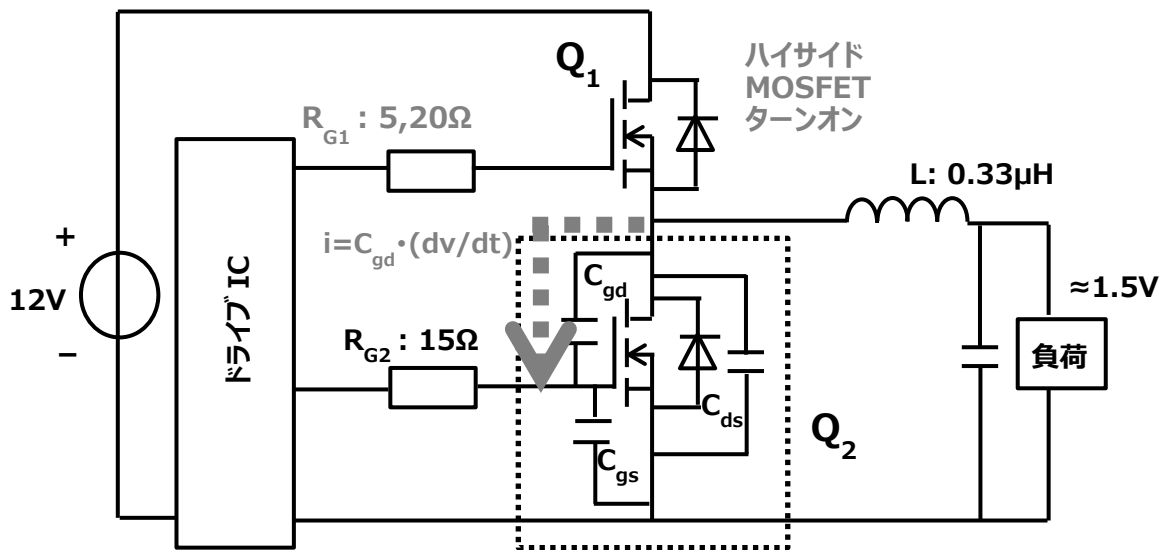 Q1
ハイサイド
MOSFET
ターンオン
RG1 : 5,20Ω
L: 0.33µH
i=Cgd・(dv/dt)
+
12V
−
ドライブ IC
Cgd
RG2 : 15Ω
Cds
Cgs
Q2
≈1.5V
負荷